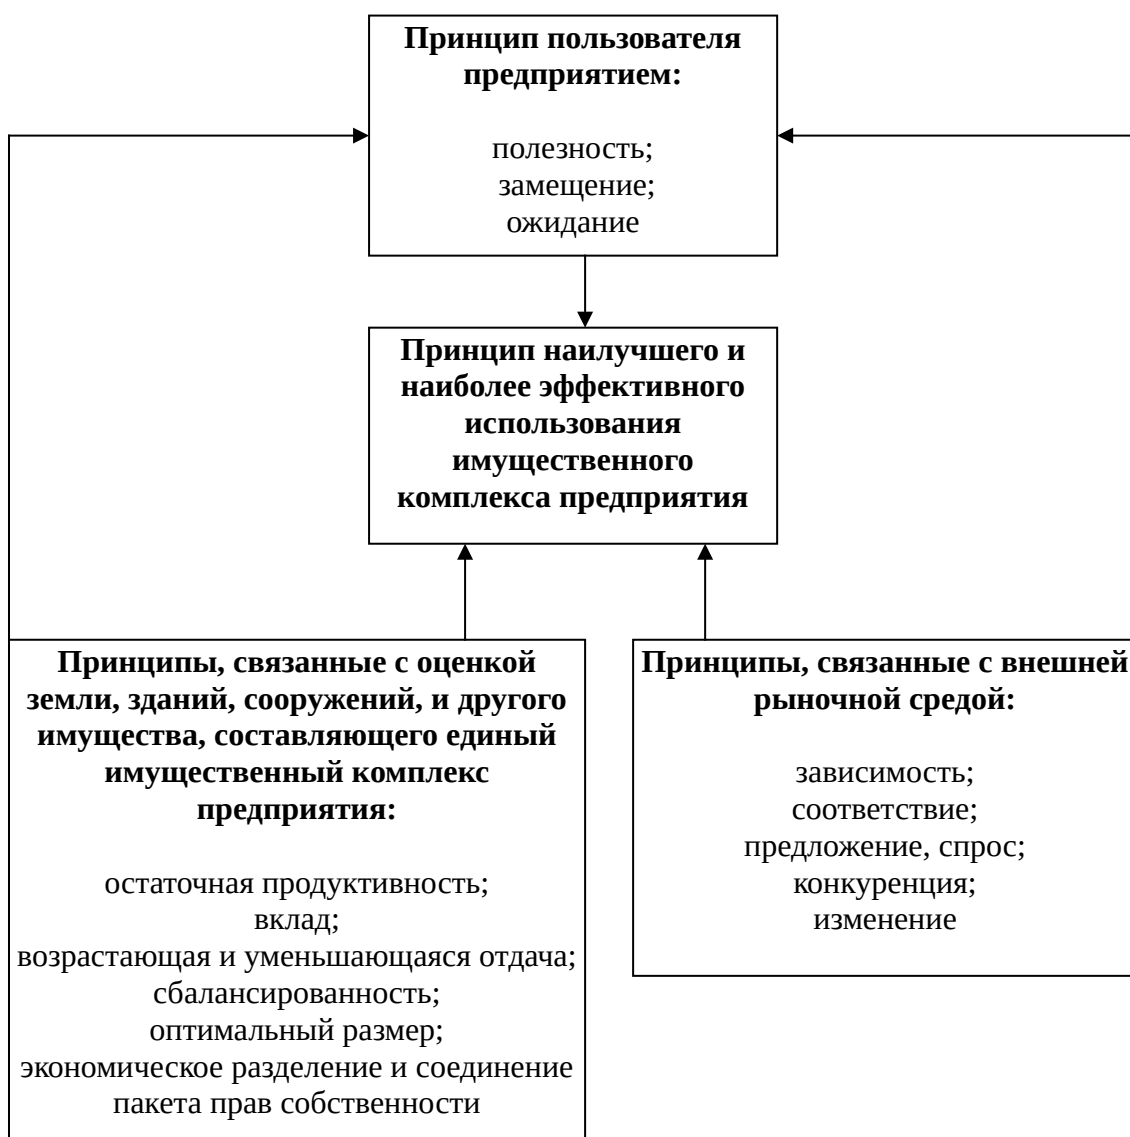 Принцип пользователя
предприятием:
полезность;
замещение;
ожидание
Принцип наилучшего и
наиболее эффективного
использования
имущественного
комплекса предприятия
Принципы, связанные с оценкой
земли, зданий, сооружений, и другого
имущества, составляющего единый
имущественный комплекс
предприятия:
остаточная продуктивность;
вклад;
возрастающая и уменьшающаяся отдача;
сбалансированность;
оптимальный размер;
экономическое разделение и соединение
пакета прав собственности
Принципы, связанные с внешней
рыночной средой:
зависимость;
соответствие;
предложение, спрос;
конкуренция;
изменение